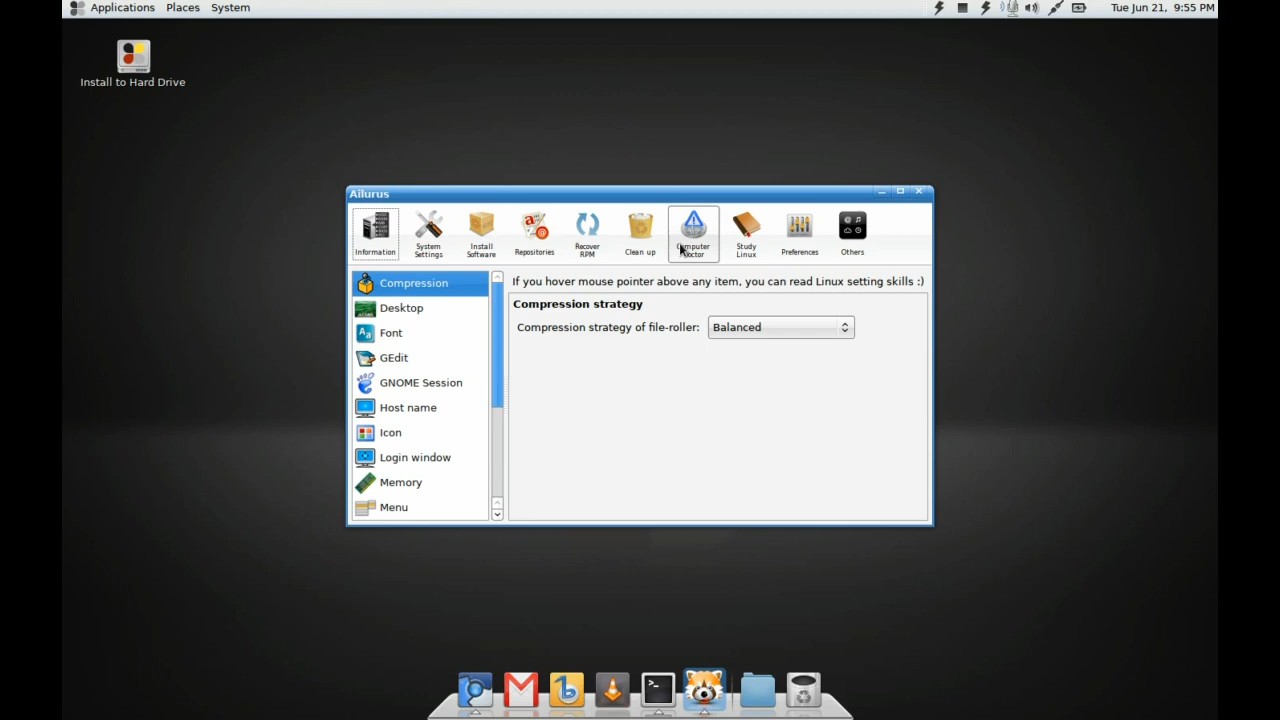 Applications Places System
Tue Jun 21, 9:55 PM
Install to Hard Drive
Ailurus
Information
System
Settings
Install
Software
Repositories
Recover
RPM
Clean up
Computer
Doctor
Study
Linux
Preferences
Others
Compression
Desktop
Font
GEdit
GNOME Session
Host name
Icon
Login window
Memory
Menu
If you hover mouse pointer above any item, you can read Linux setting skills :)
Compression strategy
Compression strategy of file-roller: Balanced